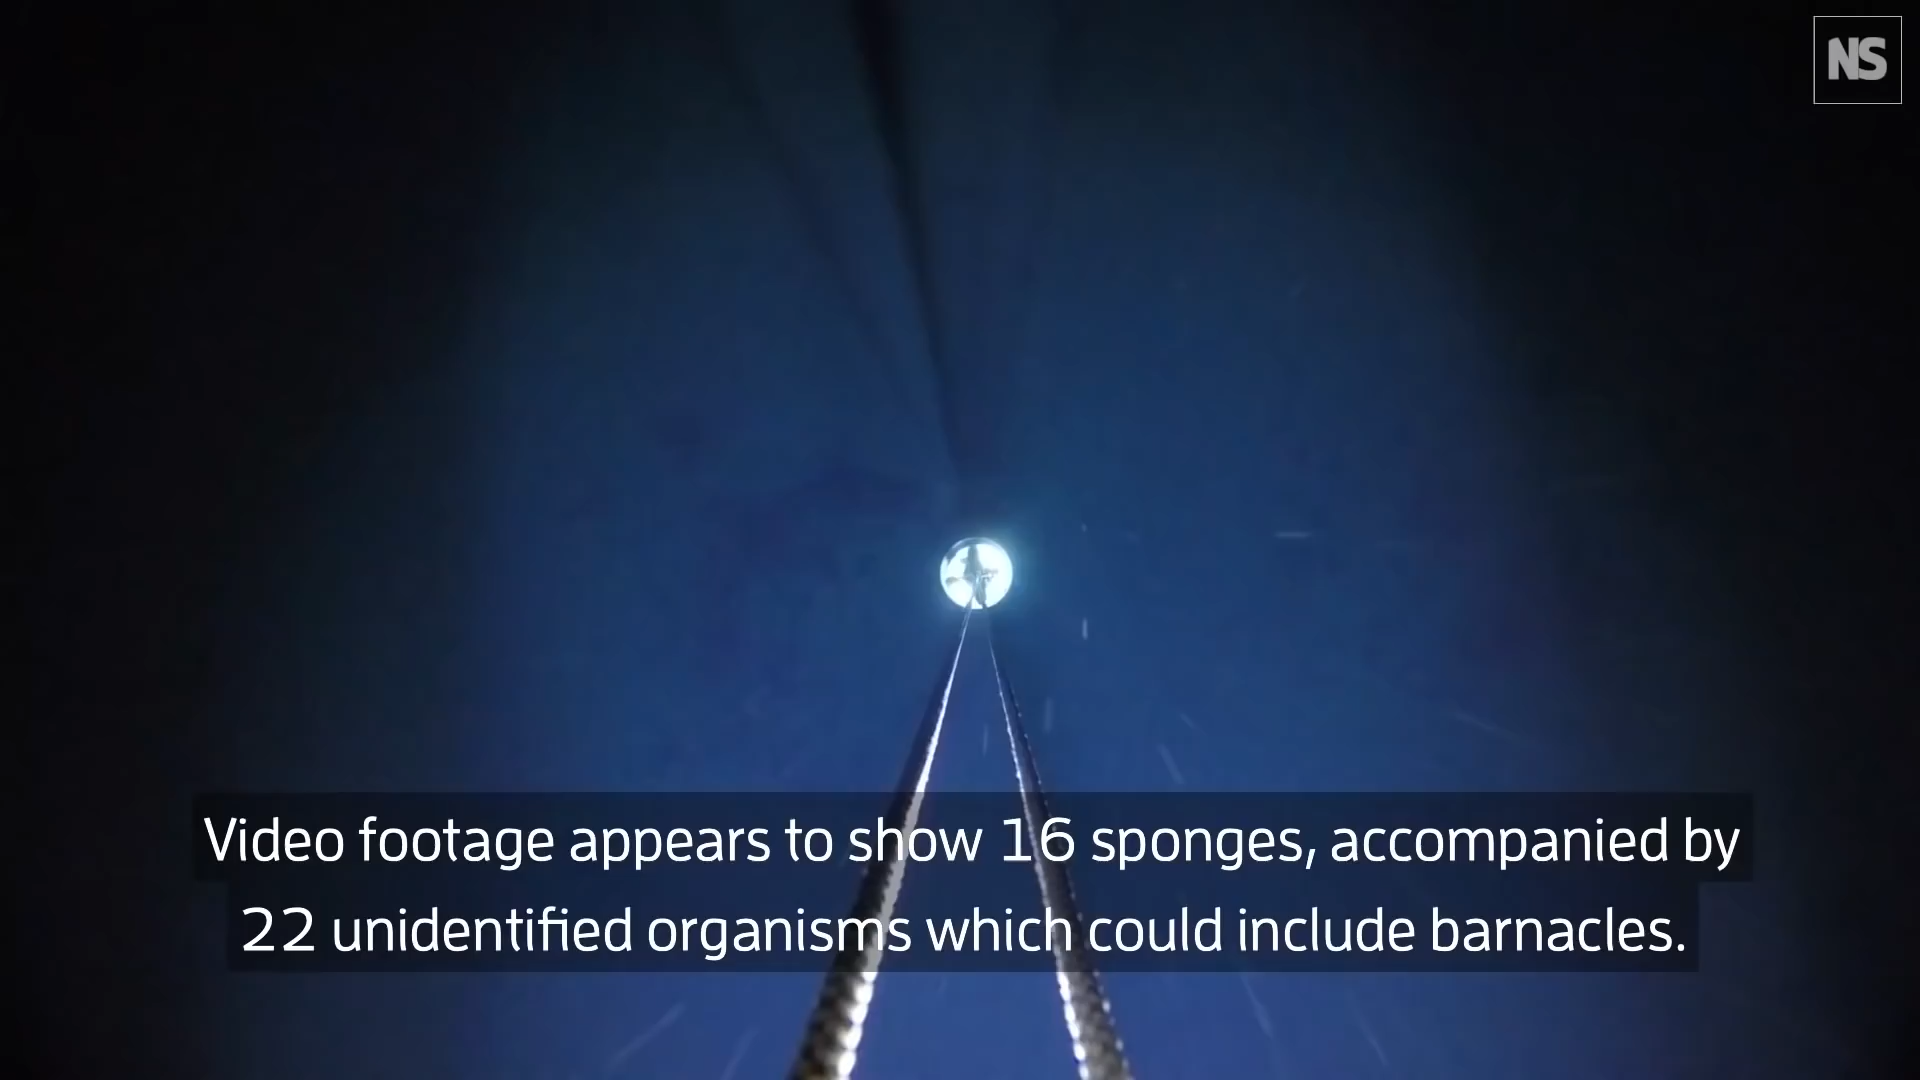 NS
Video footage appears to show 16 sponges, accompanied by
22 unidentified organisms which could include barnacles.